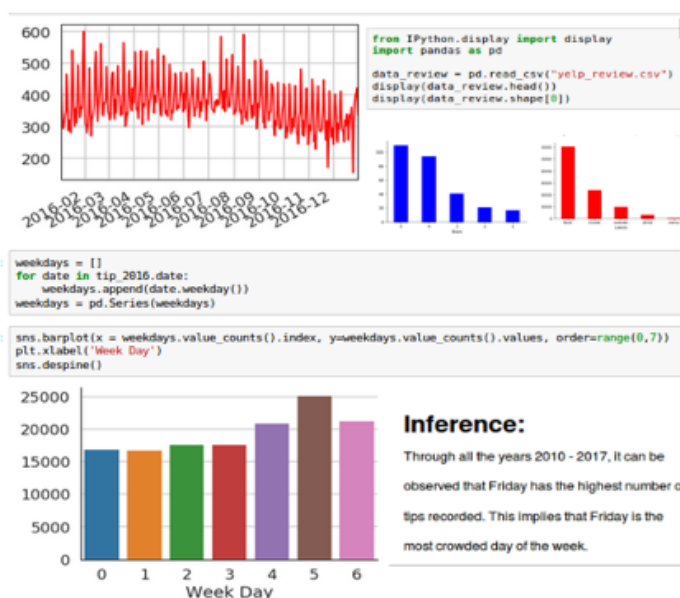 600
500
400
300
200
2016-02
2016-03
2016-04
2016-05
2016-06
2016-07
2016-08
2016-09
2016-10
2016-11
2016-12
from IPython.display import display
import pandas as pd
data_review = pd.read_csv("yelp_review.csv")
display(data_review.head())
display(data_review.shape[0])
weekdays = []
for date in tip_2016.date:
weekdays.append(date.weekday())
weekdays = pd.Series(weekdays)
sns.barplot(x = weekdays.value_counts().index, y=weekdays.value_counts().values, order=range(0,7))
plt.xlabel('Week Day')
sns.despine()
25000
20000
15000
10000
5000
0
0 1 2 3 4 5 6
Week Day
Inference:
Through all the years 2010 - 2017, it can be
observed that Friday has the highest number
tips recorded. This implies that Friday is the
most crowded day of the week.